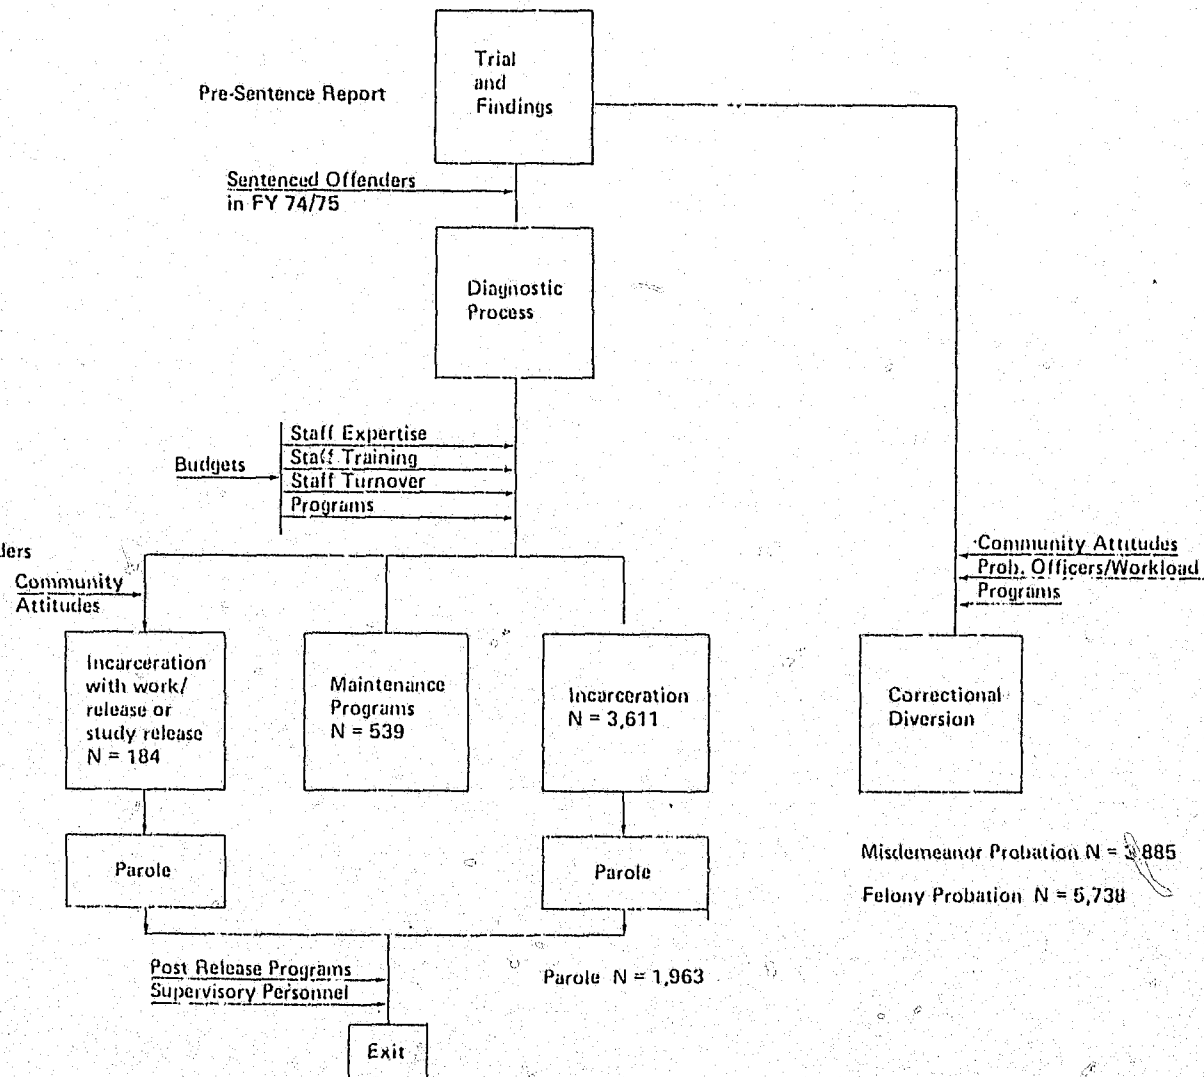 Trial
and
Findings
Pre-Sentence Report
Sentenced Offenders
in FY 74/75
Diagnostic
Process
Staff Expertise
Staff Training
Budgets
Staff Turnover
Programs
ders
Community
Attitudes
Community Attitudes
Prob. Officers/Workload
Programs
Incarceration
with work/
release or
study release
N = 184
Maintenance
Programs
N = 539
Incarceration
N = 3,611
Correctional
Diversion
Parole
Parole
Misdemeanor Probation N = 3,885
Felony Probation N = 5,738
Post Release Programs
Supervisory Personnel
Parole N = 1,963
Exit